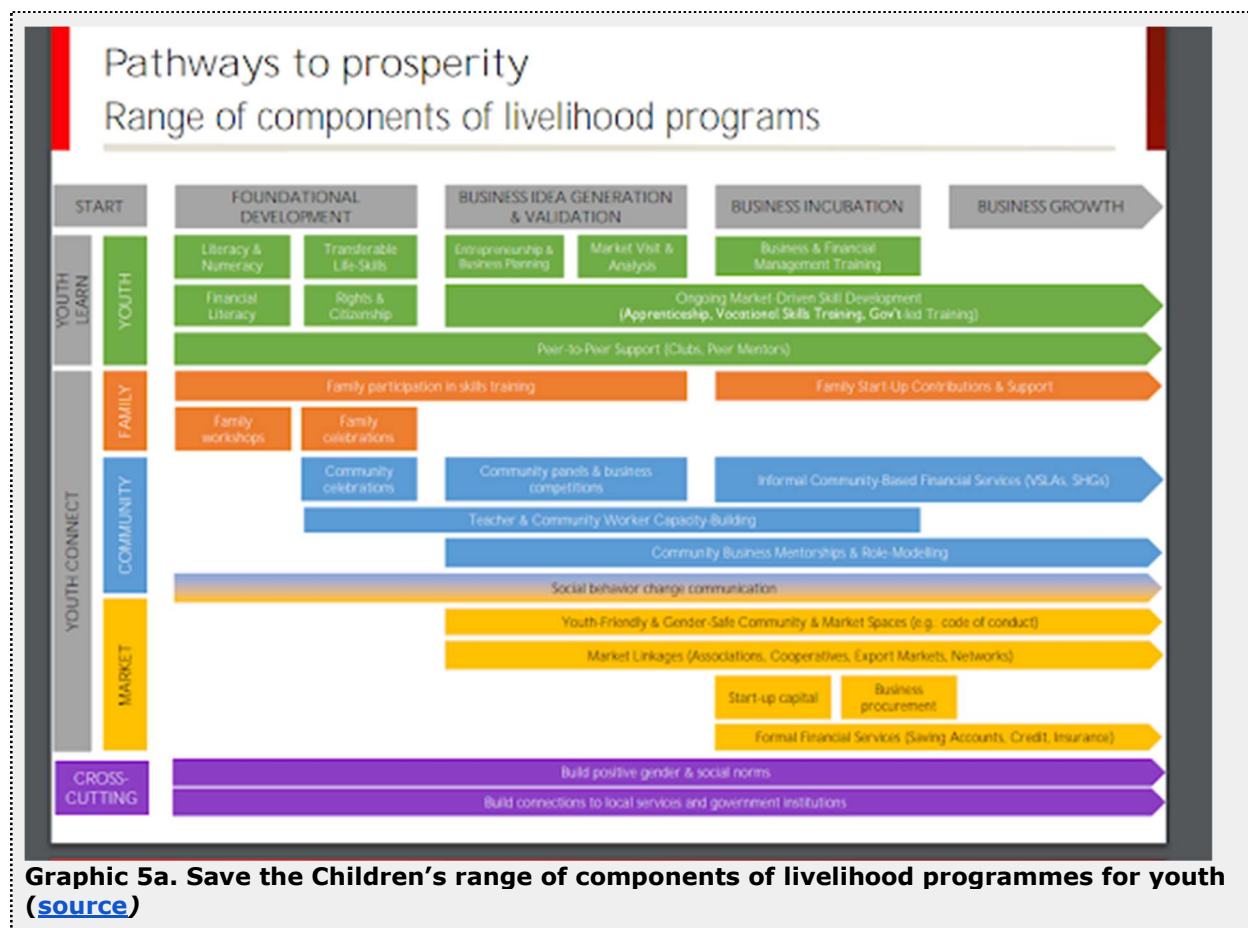 Pathways to prosperity
Range of components of livelihood programs
START
FOUNDATIONAL
DEVELOPMENT
BUSINESS IDEA GENERATION
& VALIDATION
BUSINESS INCUBATION
BUSINESS GROWTH
YOUTH
LEARN
YOUTH
Literacy &
Numeracy
Transferable
Life-Skills
Entrepreneurship &
Business Planning
Market Visit &
Analysis
Business & Financial
Management Training
Financial
Literacy
Rights &
Citizenship
Ongoing Market-Driven Skill Development
(Apprenticeship, Vocational Skills Training, Gov't-led Training)
Peer-to-Peer Support (Clubs, Peer Mentors)
YOUTH CONNECT
FAMILY
Family participation in skills training
Family Start-Up Contributions & Support
Family
workshops
Family
celebrations
COMMUNITY
Community
celebrations
Community panels & business
competitions
Informal Community-Based Financial Services (VSLAs, SHGs)
Teacher & Community Worker Capacity-Building
Community Business Mentorships & Role-Modelling
Social behavior change communication
MARKET
Youth-Friendly & Gender-Safe Community & Market Spaces (e.g.: code of conduct)
Market Linkages (Associations, Cooperatives, Export Markets, Networks)
Start-up capital
Business
procurement
Formal Financial Services (Saving Accounts, Credit, Insurance)
CROSS-
CUTTING
Build positive gender & social norms
Build connections to local services and government institutions
Graphic 5a. Save the Children's range of components of livelihood programmes for youth
(source)